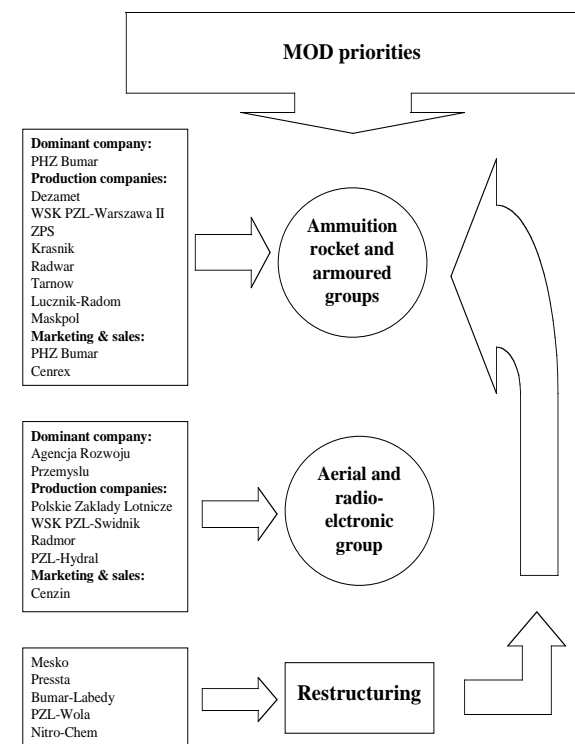 MOD priorities
Dominant company:
PHZ Bumar
Production companies:
Dezamet
WSK PZL-Warszawa II
ZPS
Krasnik
Radwar
Tarnow
Lucznik-Radom
Maskpol
Marketing & sales:
PHZ Bumar
Cenrex
Ammuition
rocket and
armoured
groups
Dominant company:
Agencja Rozwoju
Przemyslu
Production companies:
Polskie Zaklady Lotnicze
WSK PZL-Swidnik
Radmor
PZL-Hydral
Marketing & sales:
Cenzin
Aerial and
radio-
elctronic
group
Mesko
Pressta
Bumar-Labedy
PZL-Wola
Nitro-Chem
Restructuring